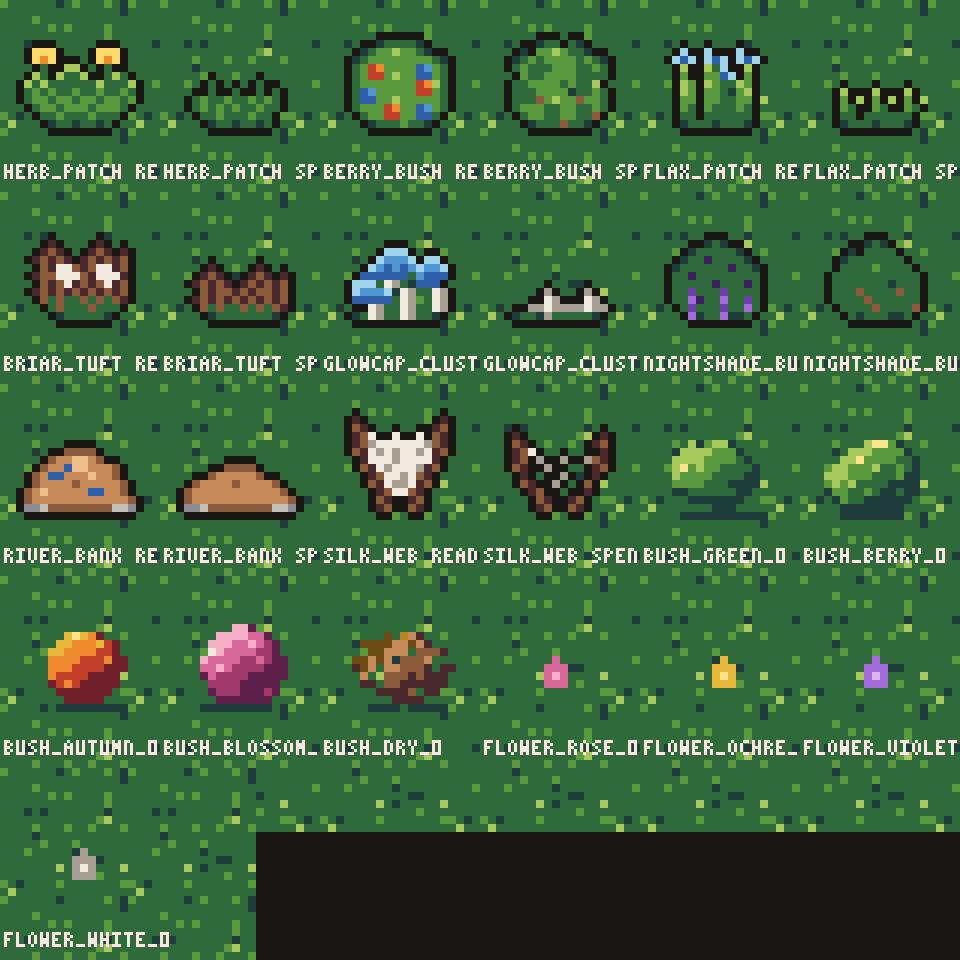 HERB_PATCH RE HERB_PATCH SP BERRY_BUSH RE BERRY_BUSH SP FLAX_PATCH RE FLAX_PATCH SP
BRIAR_TUFT RE BRIAR_TUFT SP GLOWCAP_CLUST GLOWCAP_CLUST NIGHTSHADE_BU NIGHTSHADE_BU
RIVER_BANK RE RIVER_BANK SP SILK_WEB READ SILK_WEB SPEN BUSH_GREEN_0 BUSH_BERRY_0
BUSH_AUTUMN_0 BUSH_BLOSSOM_ BUSH_DRY_0 FLOWER_ROSE_0 FLOWER_OCHRE_ FLOWER_VIOLET
FLOWER_WHITE_0